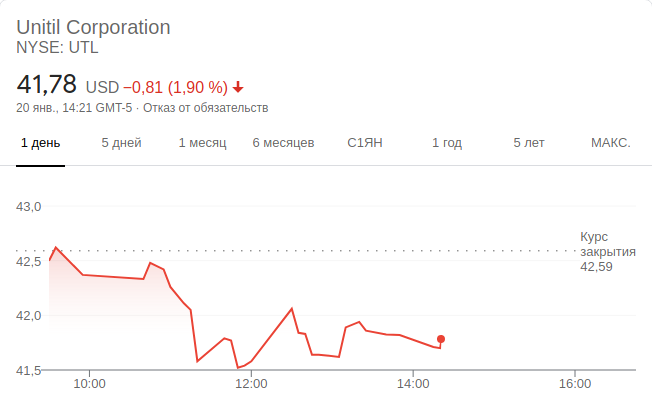 Unitil Corporation
NYSE: UTL
41,78 USD −0,81 (1,90 %)
20 янв., 14:21 GMT-5 · Отказ от обязательств
1 день 5 дней 1 месяц 6 месяцев С1ЯН 1 год 5 лет МАКС.
43,0
Курс
закрытия
42,59
42,5
42,0
41,5
10:00 12:00 14:00 16:00